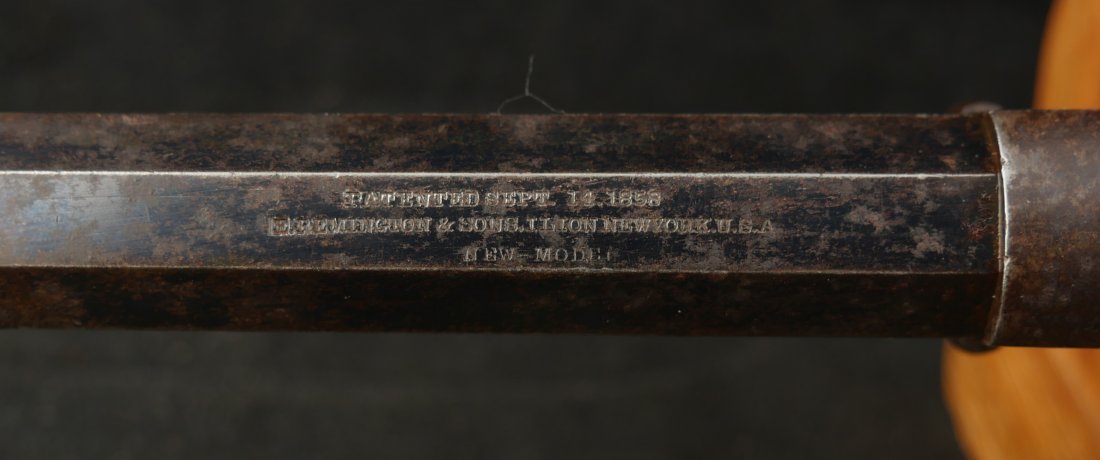 PATENTED SEPT. 14, 1858
E. REMINGTON & SONS. ILION NEW YORK. U.S.A
NEW-MODEL